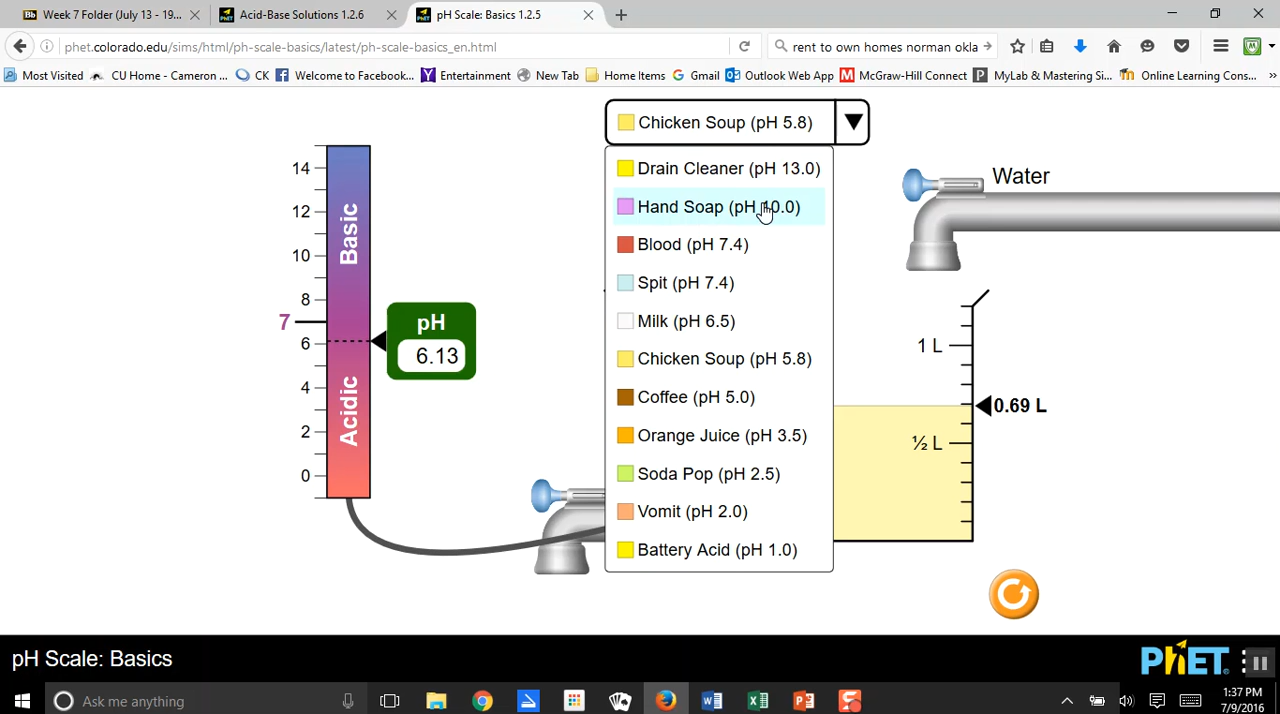 Week 7 Folder (July 13 - 19...
Acid-Base Solutions 1.2.6
pH Scale: Basics 1.2.5
phet.colorado.edu/sims/html/ph-scale-basics/latest/ph-scale-basics_en.html
rent to own homes norman okla
Most Visited
CU Home - Cameron ...
CK
Welcome to Facebook...
Entertainment
New Tab
Home Items
Gmail
Outlook Web App
McGraw-Hill Connect
MyLab & Mastering Si...
Online Learning Cons...
Chicken Soup (pH 5.8)
Drain Cleaner (pH 13.0)
Hand Soap (pH 10.0)
Blood (pH 7.4)
Spit (pH 7.4)
Milk (pH 6.5)
Chicken Soup (pH 5.8)
Coffee (pH 5.0)
Orange Juice (pH 3.5)
Soda Pop (pH 2.5)
Vomit (pH 2.0)
Battery Acid (pH 1.0)
14
12
10
8
7
6
4
2
0
Basic
Acidic
pH
6.13
Water
1 L
0.69 L
½ L
pH Scale: Basics
PhET
Ask me anything
1:37 PM
7/9/2016